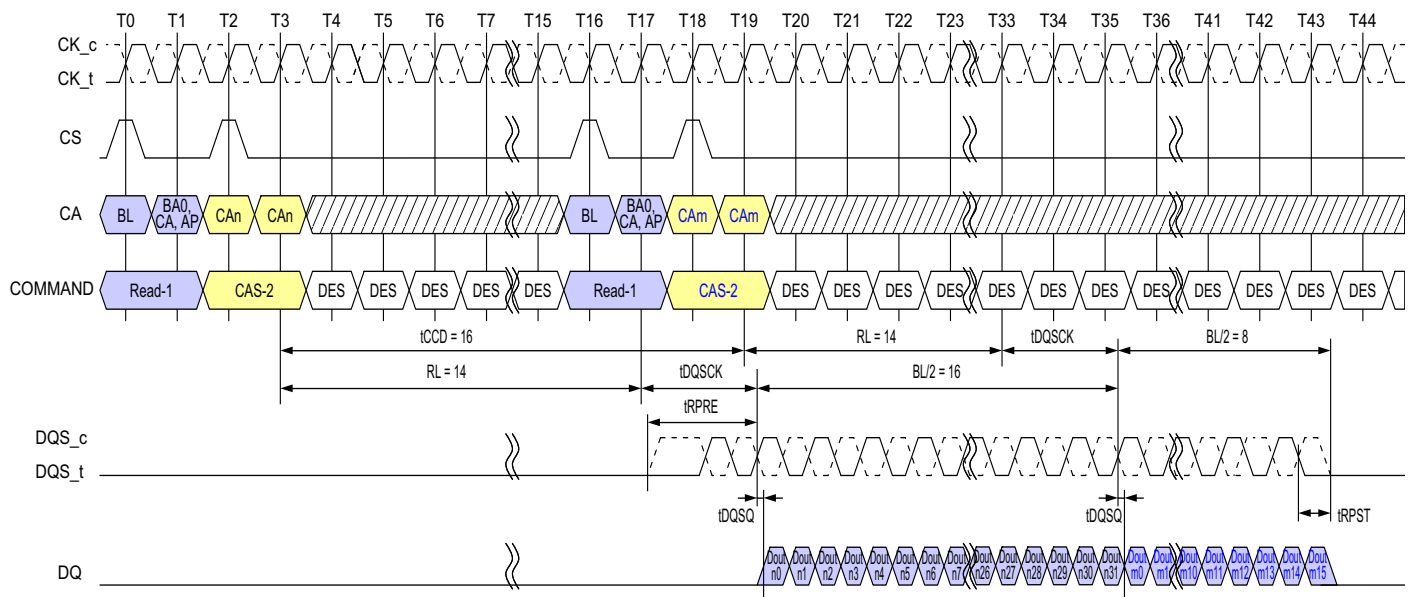 T0 T1 T2 T3 T4 T5 T6 T7 T15 T16 T17 T18 T19 T20 T21 T22 T23 T33 T34 T35 T36 T41 T42 T43 T44
CK_c
CK_t
CS
CA BL BA0, CA, AP CAn CAn BL BA0, CA, AP CAm CAm
COMMAND Read-1 CAS-2 DES DES DES DES DES Read-1 CAS-2 DES DES DES DES DES DES DES DES DES DES DES DES
tCCD = 16 RL = 14 tDQSCK BL/2 = 8
RL = 14 tDQSCK BL/2 = 16
tRPRE
DQS_c
DQS_t
tDQSQ tDQSQ tRPST
DQ Dout n0 Dout n1 Dout n2 Dout n3 Dout n4 Dout n5 Dout n6 Dout n7 Dout n26 Dout n27 Dout n28 Dout n29 Dout n30 Dout n31 Dout m0 Dout m1 Dout m10 Dout m11 Dout m12 Dout m13 Dout m14 Dout m15